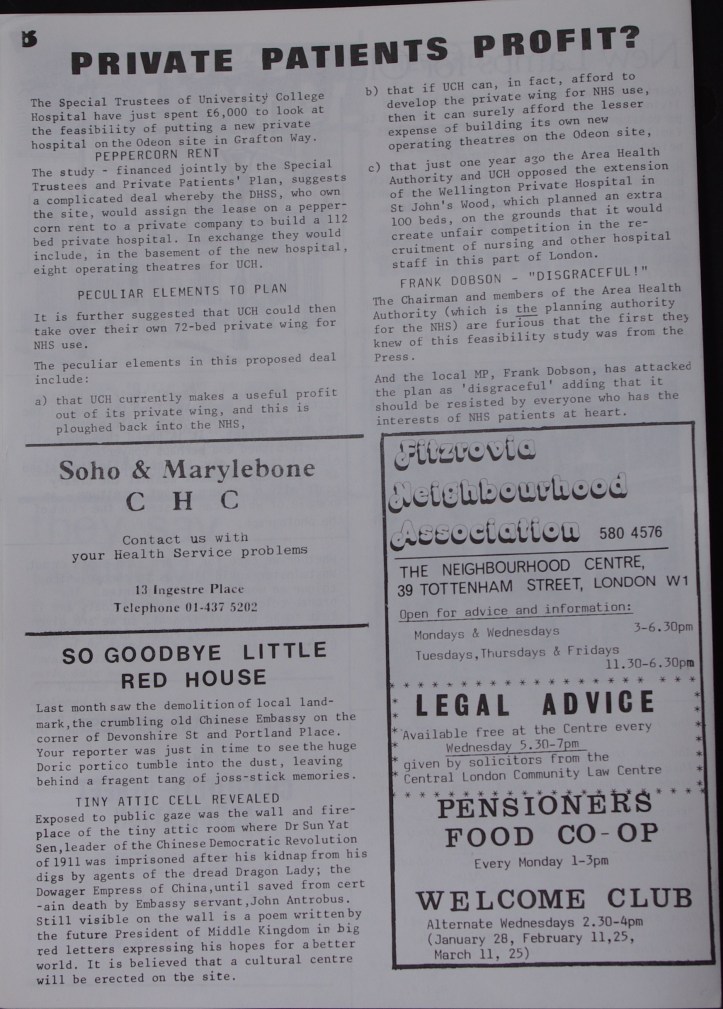 PRIVATE PATIENTS PROFIT?
The Special Trustees of University College
Hospital have just spent £6,000 to look at
the feasibility of putting a new private
hospital on the Odeon site in Grafton Way.
PEPPERCORN RENT
The study - financed jointly by the Special
Trustees and Private Patients' Plan, suggests
a complicated deal whereby the DHSS, who own
the site, would assign the lease on a pepper-
corn rent to a private company to build a 112
bed private hospital. In exchange they would
include, in the basement of the new hospital,
eight operating theatres for UCH.
PECULIAR ELEMENTS TO PLAN
It is further suggested that UCH could then
take over their own 72-bed private wing for
NHS use.
The peculiar elements in this proposed deal
include:
a) that UCH currently makes a useful profit
out of its private wing, and this is
ploughed back into the NHS,
b) that if UCH can, in fact, afford to
develop the private wing for NHS use,
then it can surely afford the lesser
expense of building its own new
operating theatres on the Odeon site,
c) that just one year ago the Area Health
Authority and UCH opposed the extension
of the Wellington Private Hospital in
St John's Wood, which planned an extra
100 beds, on the grounds that it would
create unfair competition in the re-
cruitment of nursing and other hospital
staff in this part of London.
FRANK DOBSON - "DISGRACEFUL!"
The Chairman and members of the Area Health
Authority (which is the planning authority
for the NHS) are furious that the first they
knew of this feasibility study was from the
Press.
And the local MP, Frank Dobson, has attacked
the plan as 'disgraceful' adding that it
should be resisted by everyone who has the
interests of NHS patients at heart.
Soho & Marylebone
C H C
Contact us with
your Health Service problems
13 Ingestre Place
Telephone 01-437 5202
SO GOODBYE LITTLE
RED HOUSE
Last month saw the demolition of local land-
mark,the crumbling old Chinese Embassy on the
corner of Devonshire St and Portland Place.
Your reporter was just in time to see the huge
Doric portico tumble into the dust, leaving
behind a fragent tang of joss-stick memories.
TINY ATTIC CELL REVEALED
Exposed to public gaze was the wall and fire-
place of the tiny attic room where Dr Sun Yat
Sen,leader of the Chinese Democratic Revolution
of 1911 was imprisoned after his kidnap from his
digs by agents of the dread Dragon Lady; the
Dowager Empress of China,until saved from cert
-ain death by Embassy servant,John Antrobus.
Still visible on the wall is a poem written by
the future President of Middle Kingdom in big
red letters expressing his hopes for a better
world. It is believed that a cultural centre
will be erected on the site.
Fitzrovia
Neighbourhood
Association 580 4576
THE NEIGHBOURHOOD CENTRE,
39 TOTTENHAM STREET, LONDON W1
Open for advice and information:
Mondays & Wednesdays 3-6.30pm
Tuesdays,Thursdays & Fridays
11.30-6.30pm
LEGAL ADVICE
Available free at the Centre every
Wednesday 5.30-7pm
given by solicitors from the
Central London Community Law Centre
PENSIONERS
FOOD CO-OP
Every Monday 1-3pm
WELCOME CLUB
Alternate Wednesdays 2.30-4pm
(January 28, February 11,25,
March 11, 25)